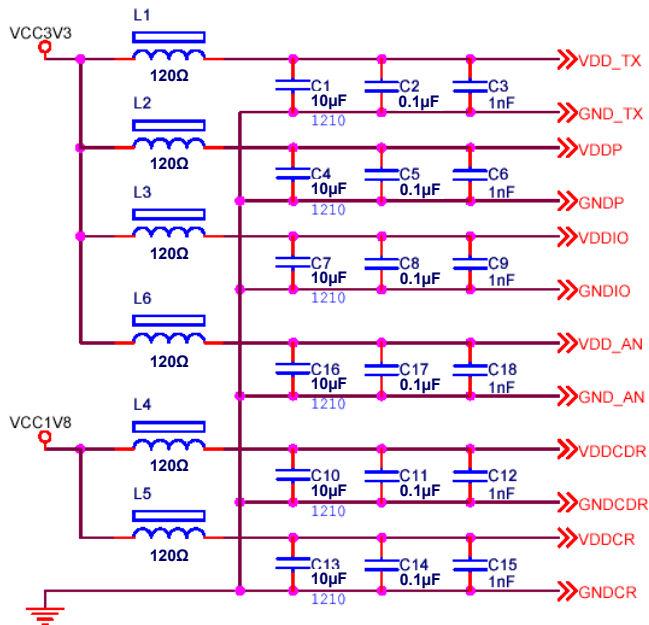 L1
VCC3V3
120Ω
VDD_TX
C1 C2 C3
10µF 0.1µF 1nF
1210
GND_TX
L2
120Ω
VDDP
C4 C5 C6
10µF 0.1µF 1nF
1210
GNDP
L3
120Ω
VDDIO
C7 C8 C9
10µF 0.1µF 1nF
1210
GNDIO
L6
120Ω
VDD_AN
C16 C17 C18
10µF 0.1µF 1nF
1210
GND_AN
L4
VCC1V8
120Ω
VDDCDR
C10 C11 C12
10µF 0.1µF 1nF
1210
GNDCDR
L5
120Ω
VDDCR
C13 C14 C15
10µF 0.1µF 1nF
1210
GNDCR